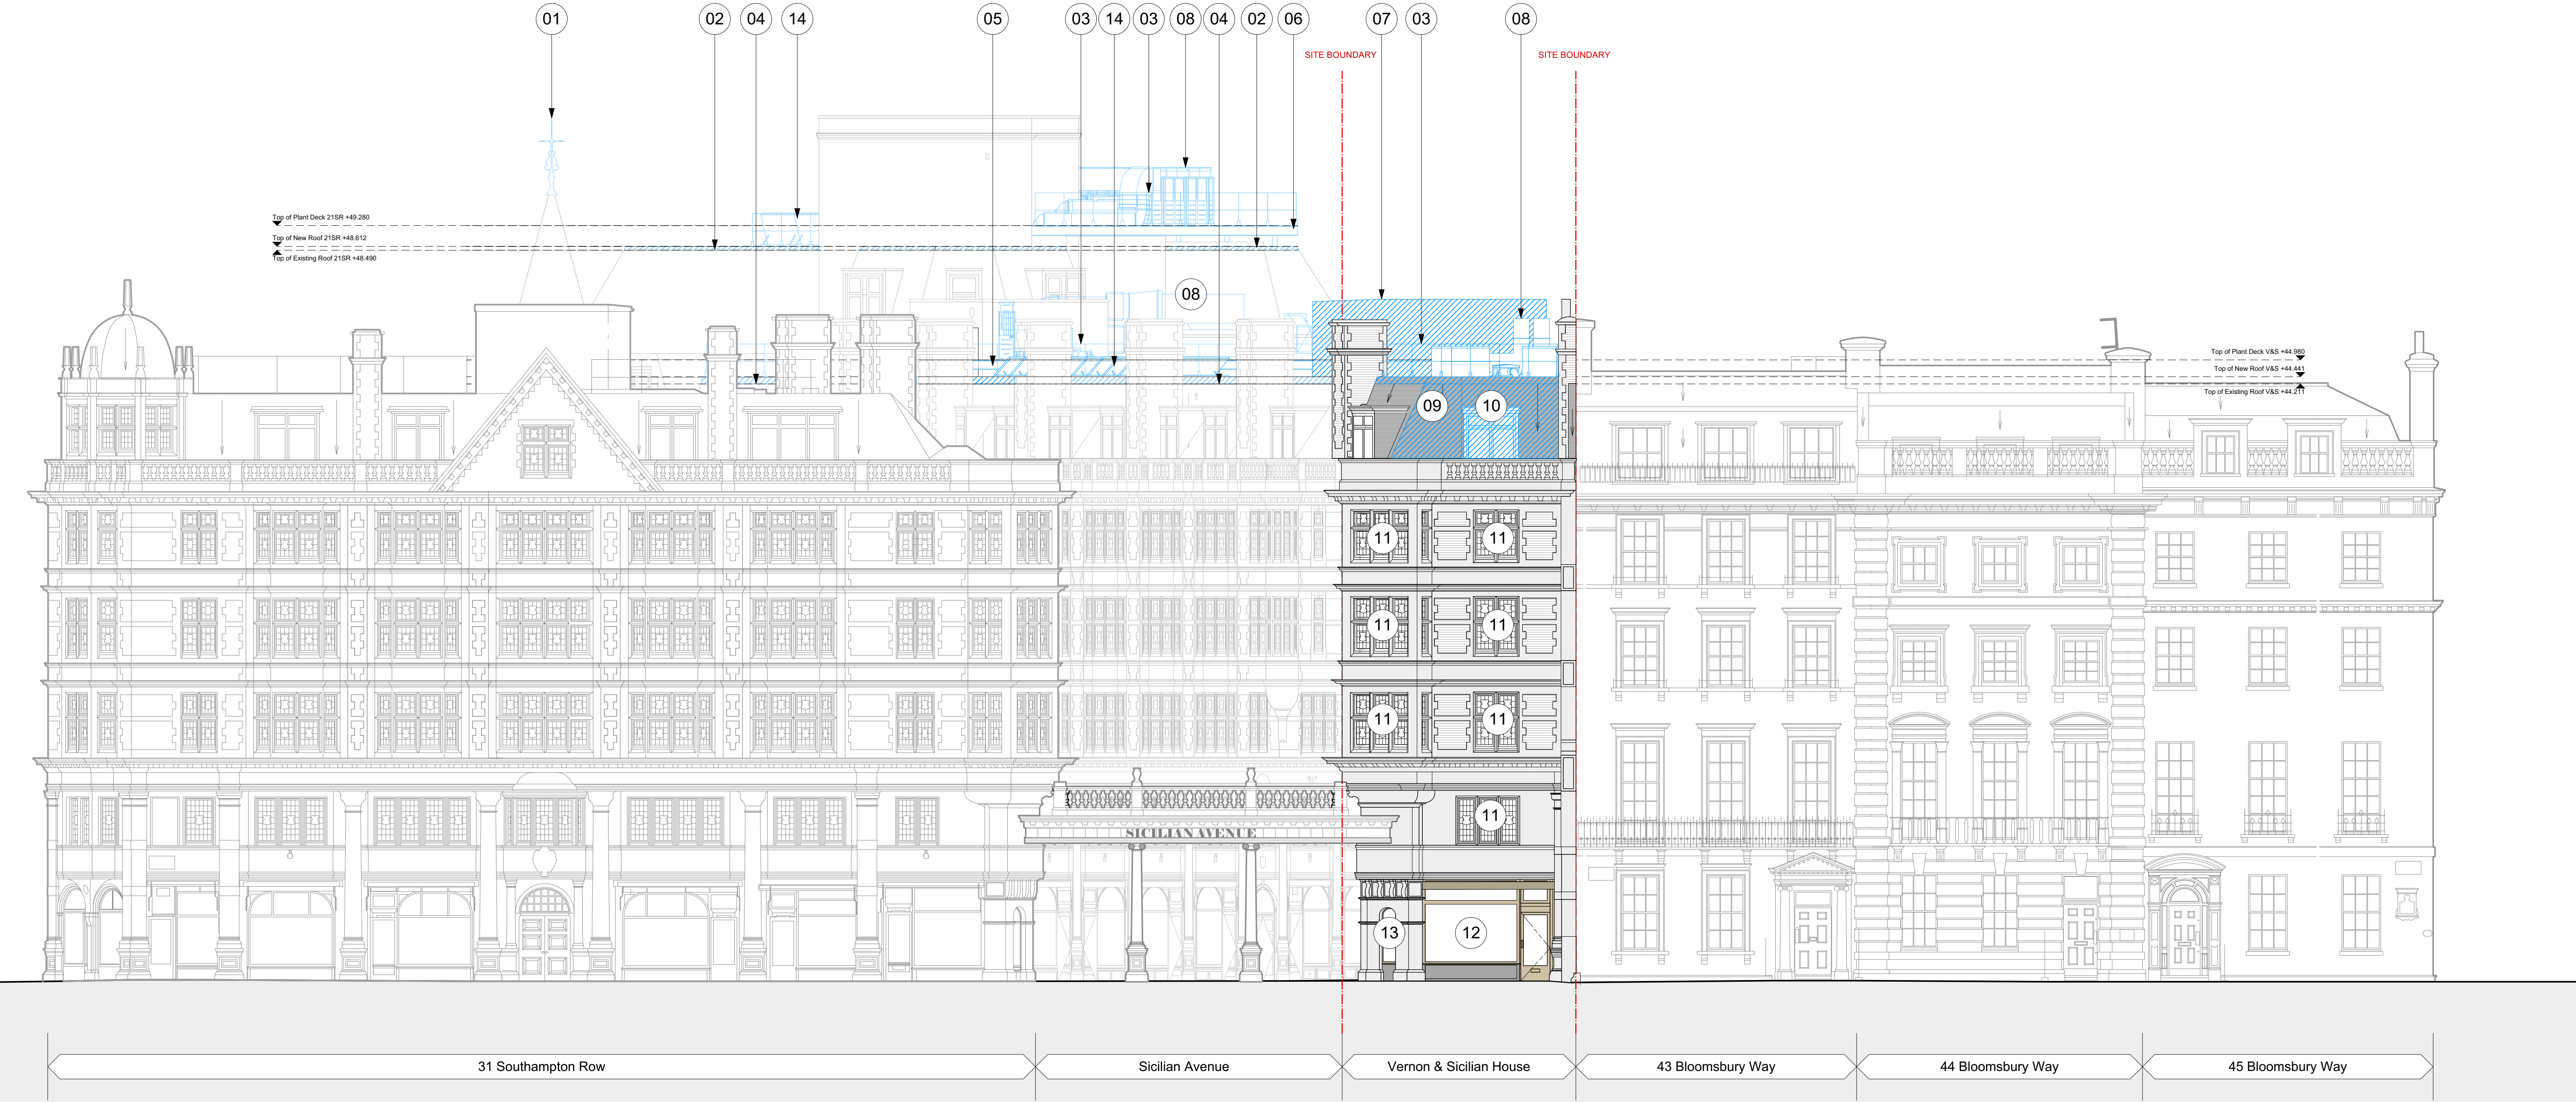 01 02 04 14 05 03 14 03 08 04 02 06 07 03 08
SITE BOUNDARY SITE BOUNDARY
Top of Plant Deck 21SR +49.280
Top of New Roof 21SR +48.612
Top of Existing Roof 21SR +48.490
08
Top of Plant Deck V&S +44.980
Top of New Roof V&S +44.441
Top of Existing Roof V&S +44.211
09 10
11 11
11 11
11 11
11
SICILIAN AVENUE
13 12
31 Southampton Row Sicilian Avenue Vernon & Sicilian House 43 Bloomsbury Way 44 Bloomsbury Way 45 Bloomsbury Way